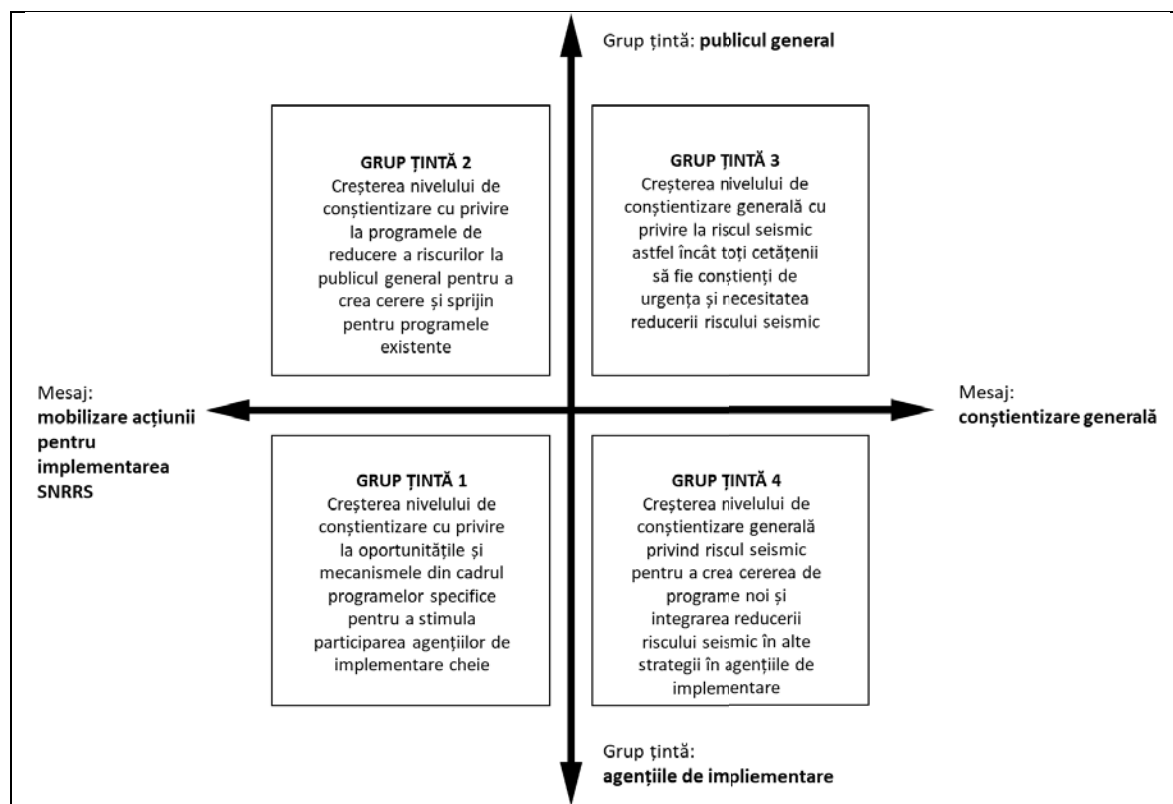 Grup țintă: publicul general
GRUP ȚINTĂ 2
Creșterea nivelului de
conștientizare cu privire
la programele de
reducere a riscurilor la
publicul general pentru a
crea cerere și sprijin
pentru programele
existente
GRUP ȚINTĂ 3
Creșterea nivelului de
conștientizare generală cu
privire la riscul seismic
astfel încât toți cetățenii
să fie conștienți de
urgența și necesitatea
reducerii riscului seismic
Mesaj:
mobilizare acțiunii
pentru
implementarea
SNRRS
Mesaj:
conștientizare generală
GRUP ȚINTĂ 1
Creșterea nivelului de
conștientizare cu privire
la oportunitățile și
mecanismele din cadrul
programelor specifice
pentru a stimula
participarea agențiilor de
implementare cheie
GRUP ȚINTĂ 4
Creșterea nivelului de
conștientizare generală
privind riscul seismic
pentru a crea cererea de
programe noi și
integrarea reducerii
riscului seismic în alte
strategii în agențiile de
implementare
Grup țintă:
agențiile de impliementare